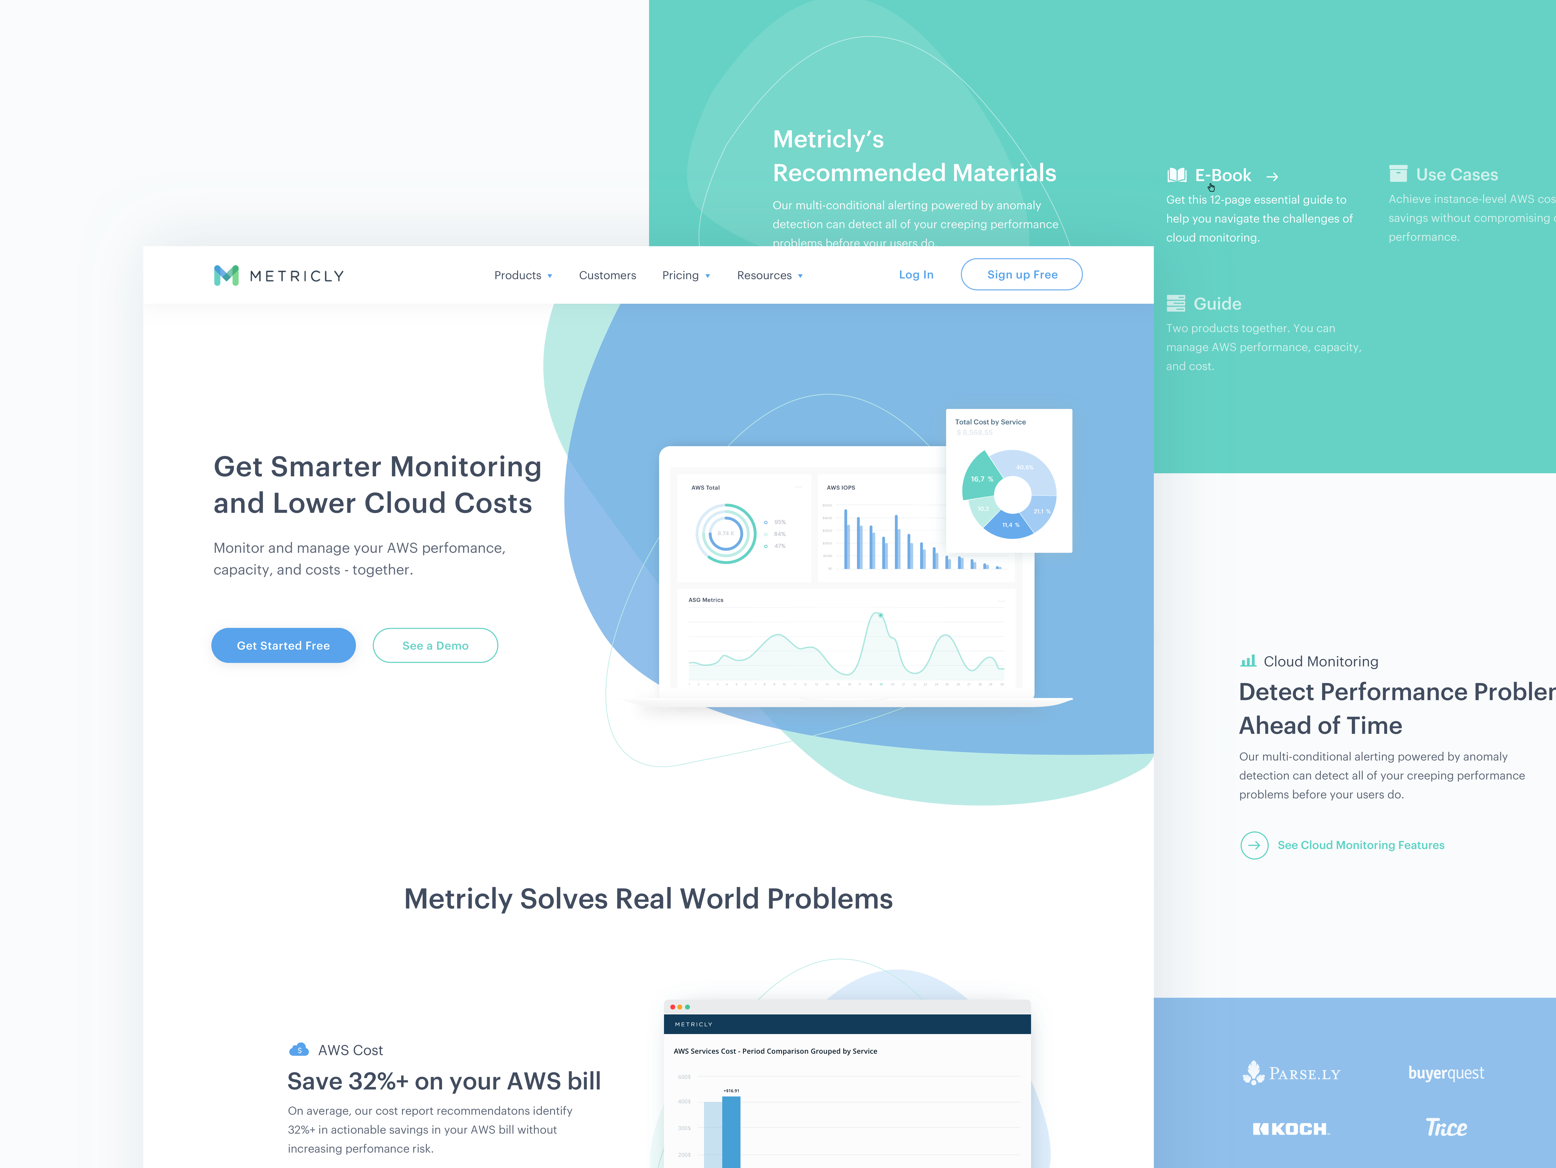 Metricly’s
Recommended Materials
Our multi-conditional alerting powered by anomaly
detection can detect all of your creeping performance
problems before your users do.
E-Book →
Get this 12-page essential guide to
help you navigate the challenges of
cloud monitoring.
Use Cases
Achieve instance-level AWS cos
savings without compromising
performance.
Guide
Two products together. You can
manage AWS performance, capacity,
and cost.
METRICLY
Products
Customers
Pricing
Resources
Log In
Sign up Free
Get Smarter Monitoring
and Lower Cloud Costs
Monitor and manage your AWS perfomance,
capacity, and costs - together.
Get Started Free
See a Demo
AWS Total
95%
64%
47%
AWS IOPS
Total Cost by Service
16,7 %
21,1 %
11,4 %
ASG Metrics
Cloud Monitoring
Detect Performance Problem
Ahead of Time
Our multi-conditional alerting powered by anomaly
detection can detect all of your creeping performance
problems before your users do.
See Cloud Monitoring Features
Metricly Solves Real World Problems
AWS Cost
Save 32%+ on your AWS bill
On average, our cost report recommendatons identify
32%+ in actionable savings in your AWS bill without
increasing perfomance risk.
METRICLY
AWS Services Cost - Period Comparison Grouped by Service
PARSE.LY
buyerquest
KOCH
Trice